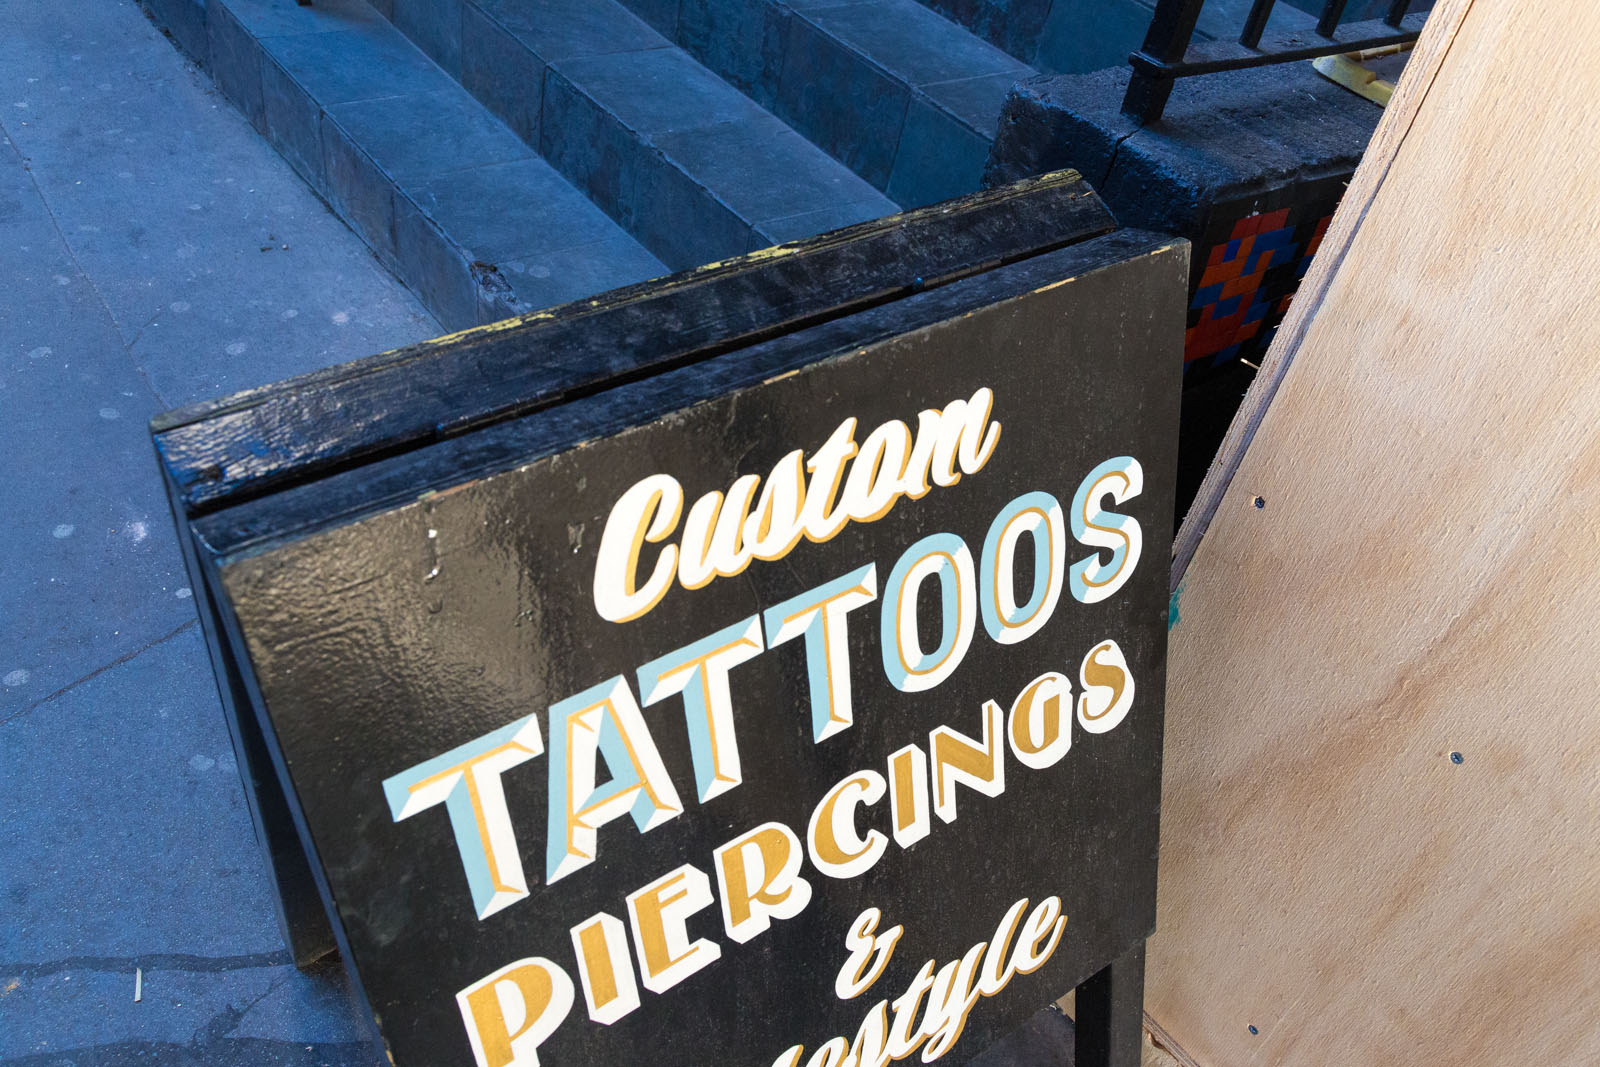 Custom
TATTOOS
PIERCINGS
&